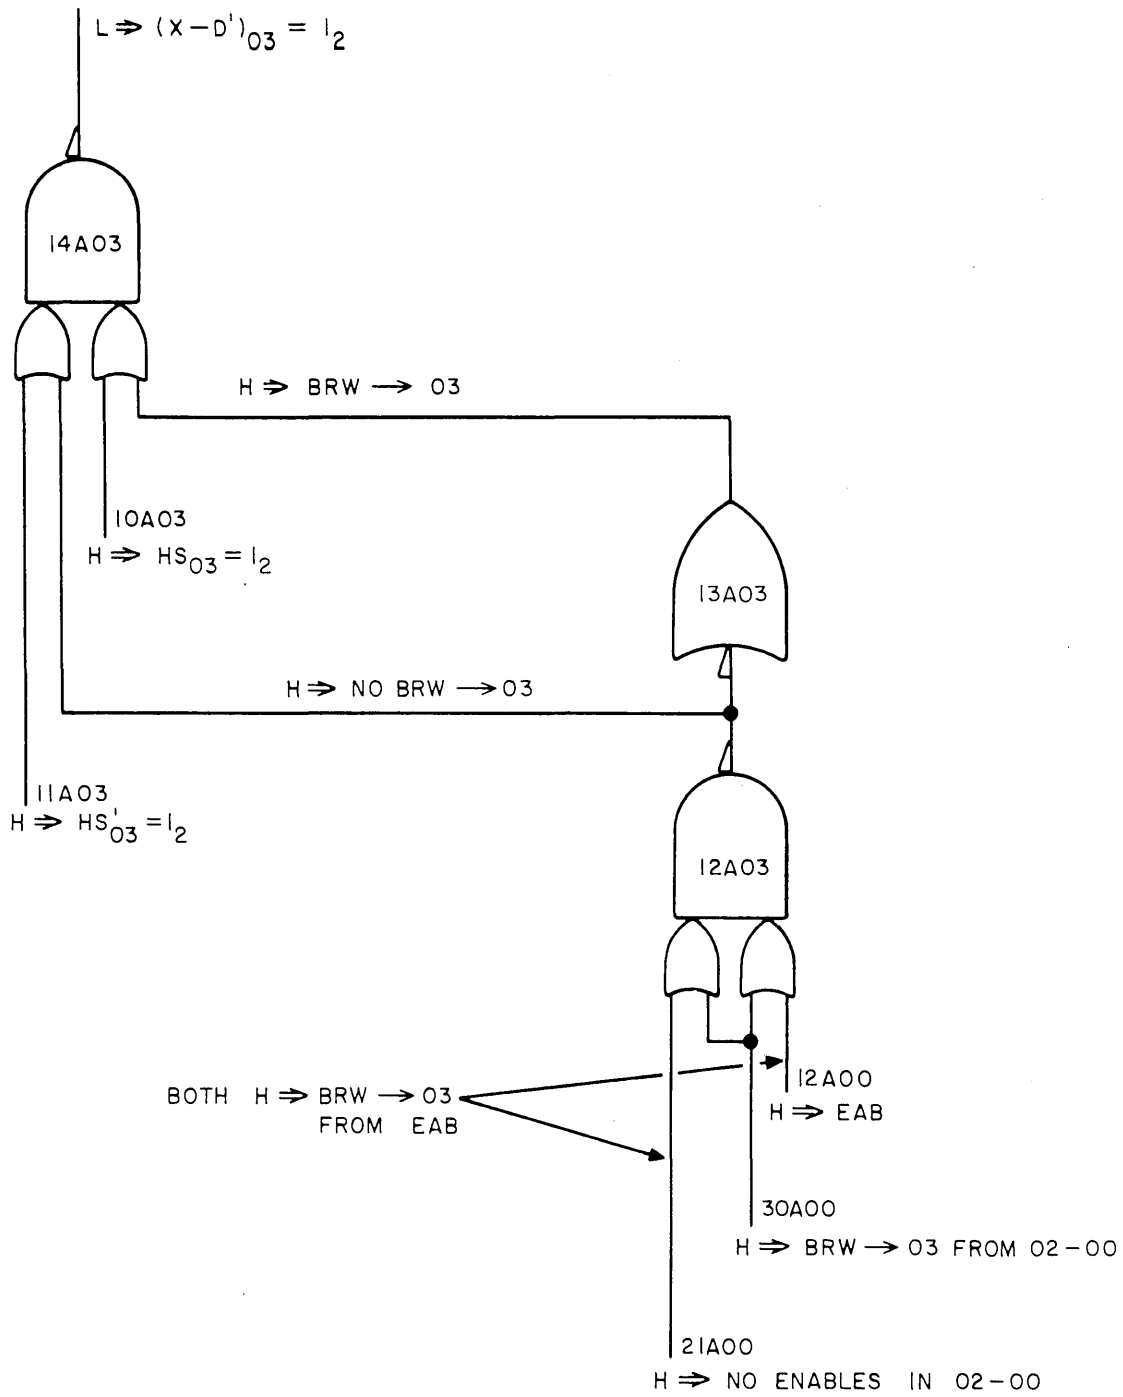 L ⇒ (X-D')03 = 12
14A03
H ⇒ BRW → 03
10A03
H ⇒ HS03 = 12
13A03
H ⇒ NO BRW → 03
11A03
H ⇒ HS'03 = 12
12A03
BOTH H ⇒ BRW → 03
FROM EAB
12A00
H ⇒ EAB
30A00
H ⇒ BRW → 03 FROM 02-00
21A00
H ⇒ NO ENABLES IN 02-00